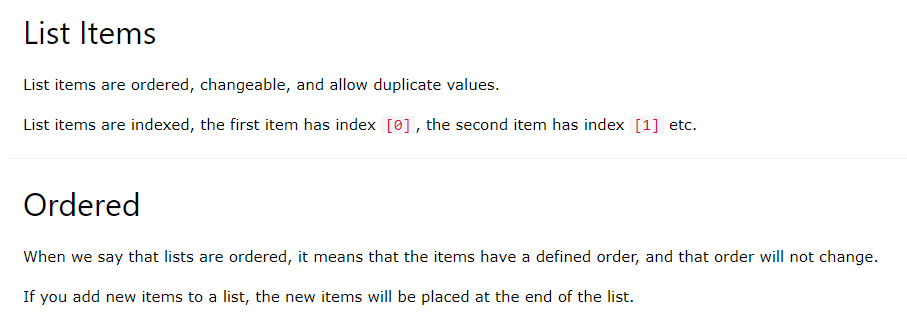 List Items
List items are ordered, changeable, and allow duplicate values.
List items are indexed, the first item has index [0], the second item has index [1] etc.
Ordered
When we say that lists are ordered, it means that the items have a defined order, and that order will not change.
If you add new items to a list, the new items will be placed at the end of the list.